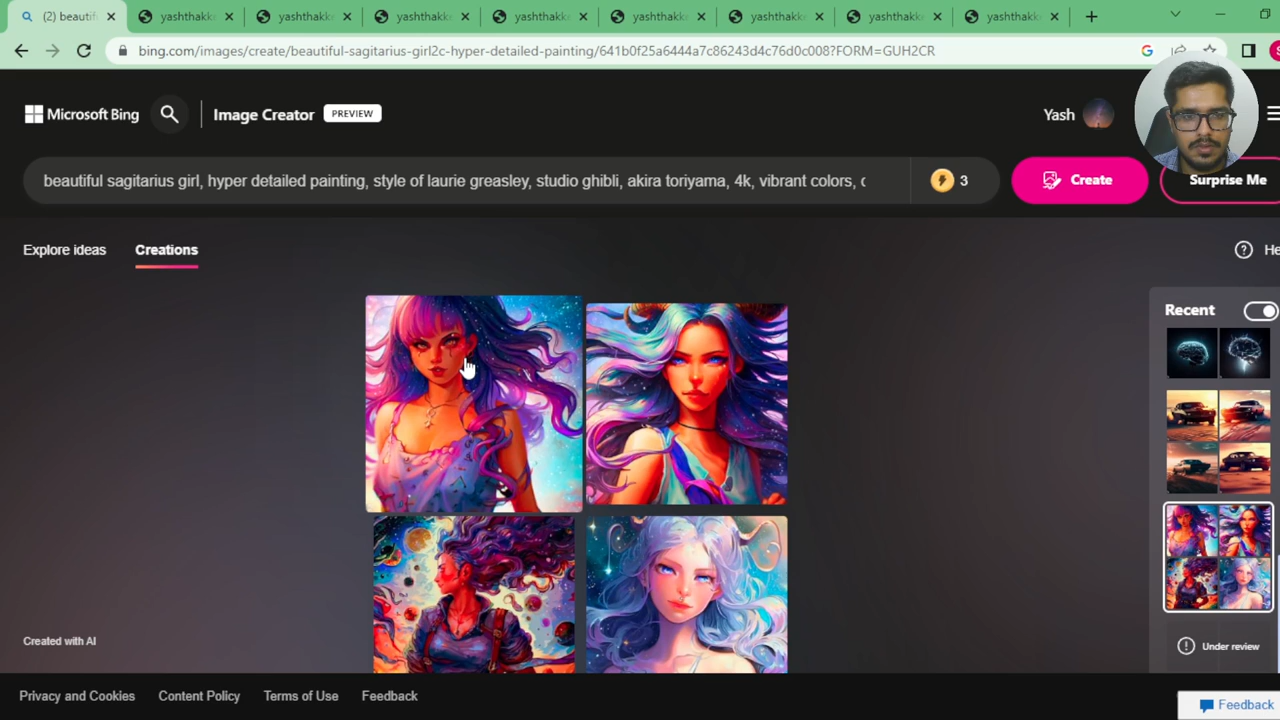 (2) beautif
yashthakk
yashthakk
yashthakk
yashthakk
yashthakk
yashthakk
yashthakk
yashthakk
bing.com/images/create/beautiful-sagitarius-girl2c-hyper-detailed-painting/641b0f25a6444a7c86243d4c76d0c008?FORM=GUH2CR
Microsoft Bing
Image Creator
PREVIEW
Yash
beautiful sagitarius girl, hyper detailed painting, style of laurie greasley, studio ghibli, akira toriyama, 4k, vibrant colors, c
3
Create
Surprise Me
Explore ideas
Creations
He
Recent
Under review
Created with AI
Privacy and Cookies
Content Policy
Terms of Use
Feedback
Feedback